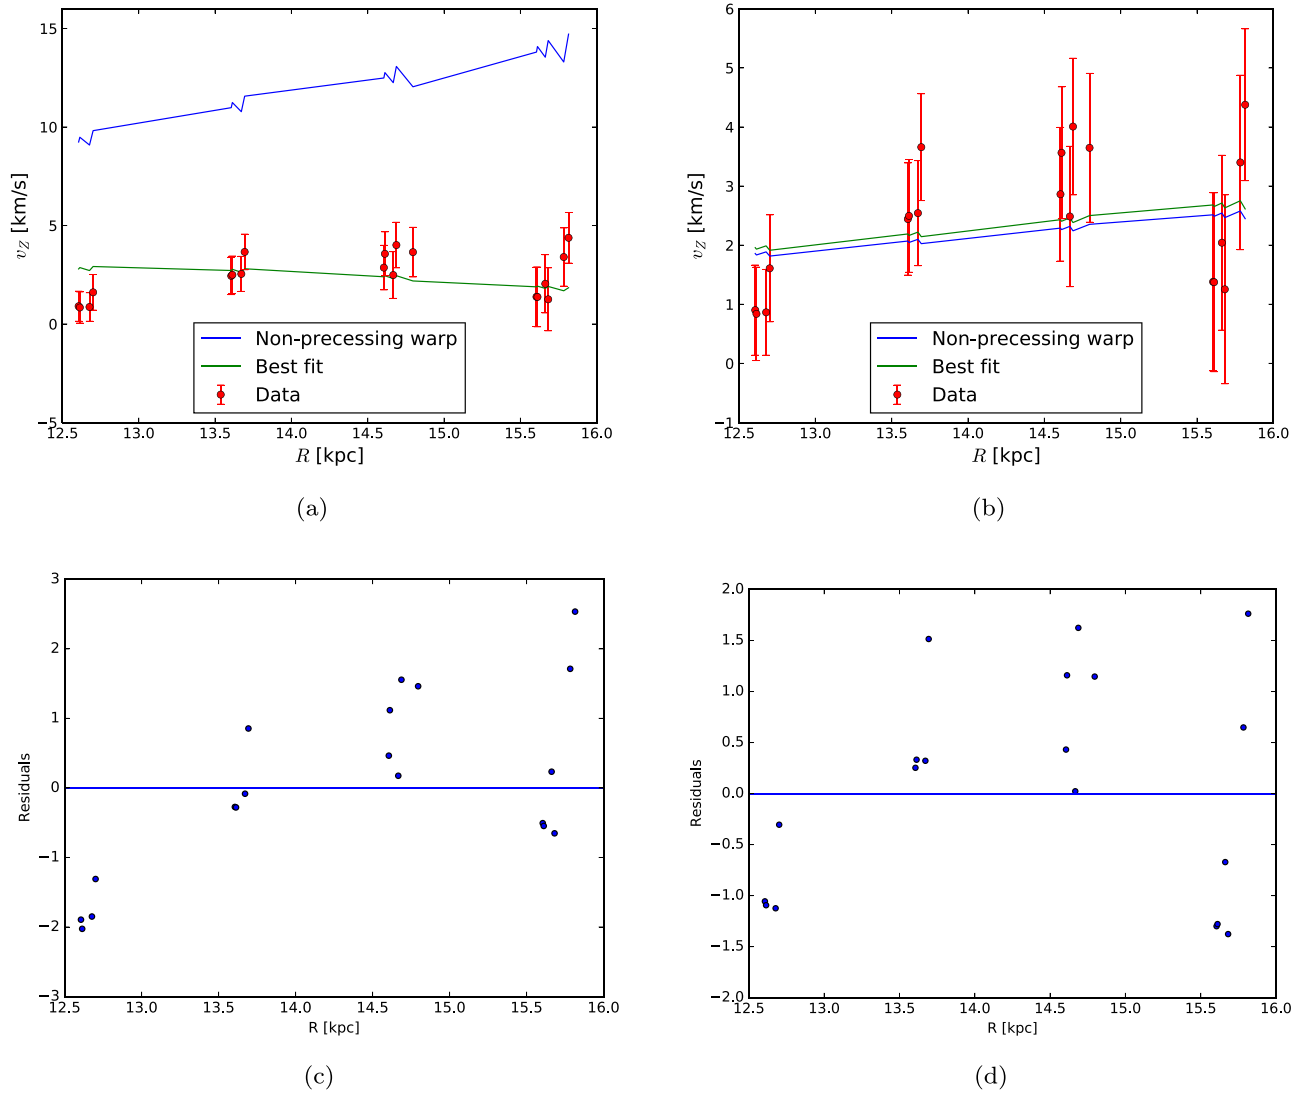 15
10
5
0
−5
v_Z [km/s]
Non-precessing warp
Best fit
Data
12.5 13.0 13.5 14.0 14.5 15.0 15.5 16.0
R [kpc]
(a)
6
5
4
3
2
1
0
−1
v_Z [km/s]
Non-precessing warp
Best fit
Data
12.5 13.0 13.5 14.0 14.5 15.0 15.5 16.0
R [kpc]
(b)
3
2
1
0
−1
−2
−3
Residuals
12.5 13.0 13.5 14.0 14.5 15.0 15.5 16.0
R [kpc]
(c)
2.0
1.5
1.0
0.5
0.0
−0.5
−1.0
−1.5
−2.0
Residuals
12.5 13.0 13.5 14.0 14.5 15.0 15.5 16.0
R [kpc]
(d)